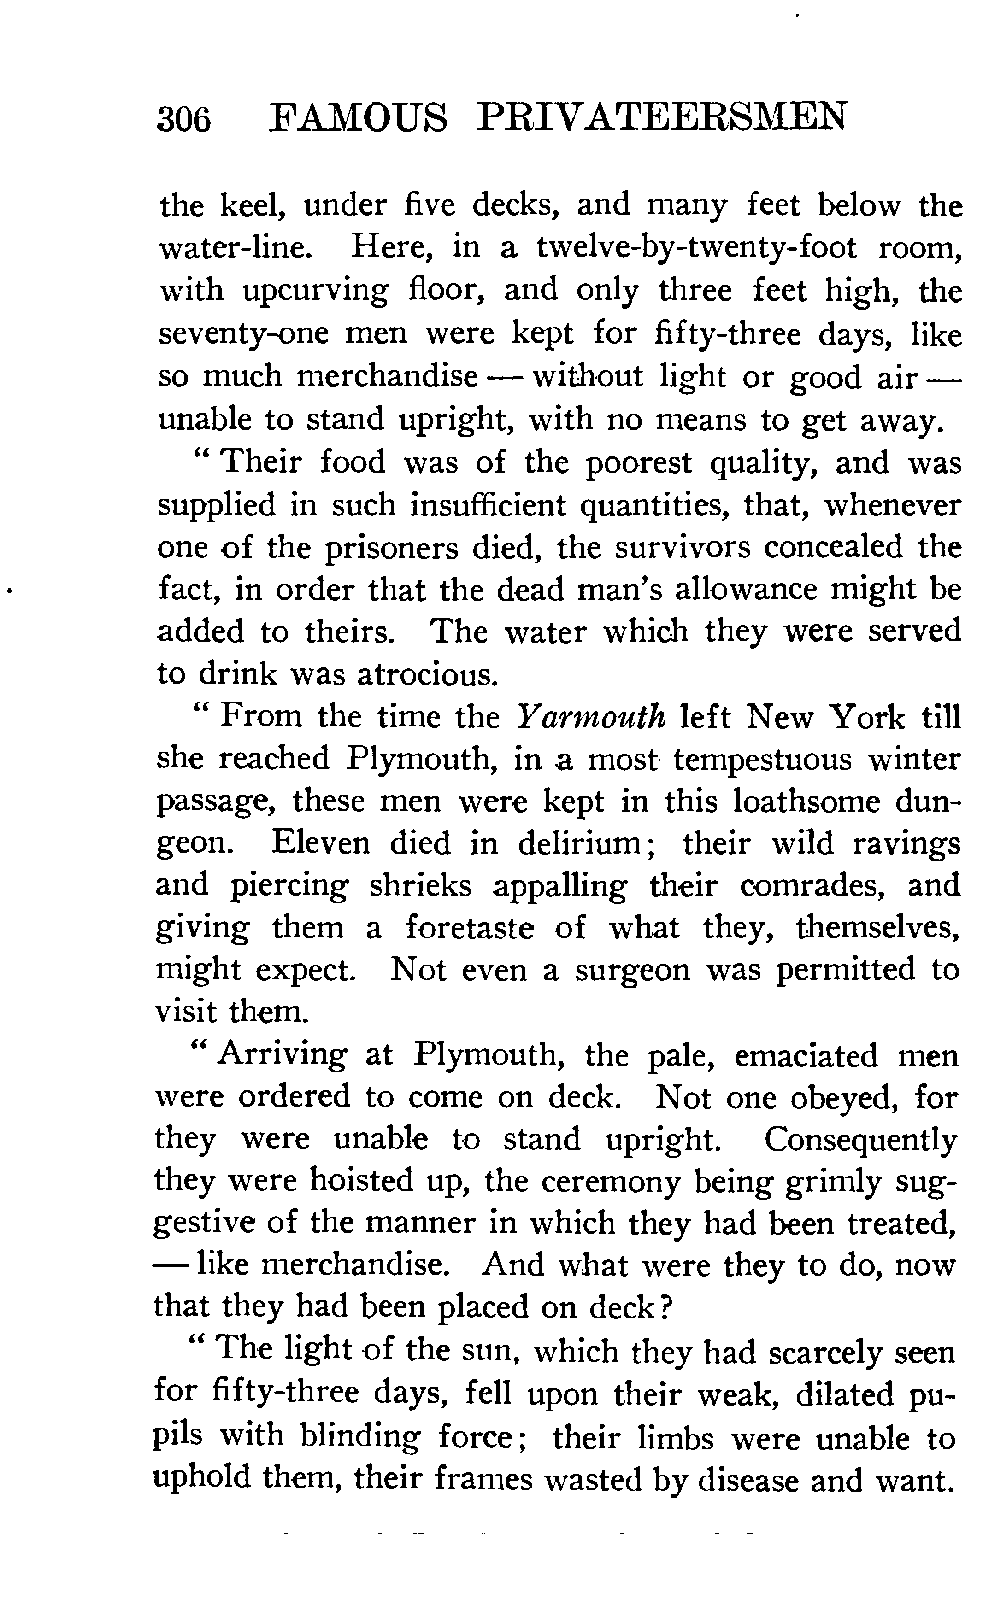 306 FAMOUS PRIVATEERSMEN
the keel, under five decks, and many feet below the
water-line. Here, in a twelve-by-twenty-foot room,
with upcurving floor, and only three feet high, the
seventy-one men were kept for fifty-three days, like
so much merchandise — without light or good air —
unable to stand upright, with no means to get away.
“ Their food was of the poorest quality, and was
supplied in such insufficient quantities, that, whenever
one of the prisoners died, the survivors concealed the
fact, in order that the dead man's allowance might be
added to theirs. The water which they were served
to drink was atrocious.
“ From the time the Yarmouth left New York till
she reached Plymouth, in a most tempestuous winter
passage, these men were kept in this loathsome dun-
geon. Eleven died in delirium; their wild ravings
and piercing shrieks appalling their comrades, and
giving them a foretaste of what they, themselves,
might expect. Not even a surgeon was permitted to
visit them.
“ Arriving at Plymouth, the pale, emaciated men
were ordered to come on deck. Not one obeyed, for
they were unable to stand upright. Consequently
they were hoisted up, the ceremony being grimly sug-
gestive of the manner in which they had been treated,
— like merchandise. And what were they to do, now
that they had been placed on deck?
“ The light of the sun, which they had scarcely seen
for fifty-three days, fell upon their weak, dilated pu-
pils with blinding force; their limbs were unable to
uphold them, their frames wasted by disease and want.